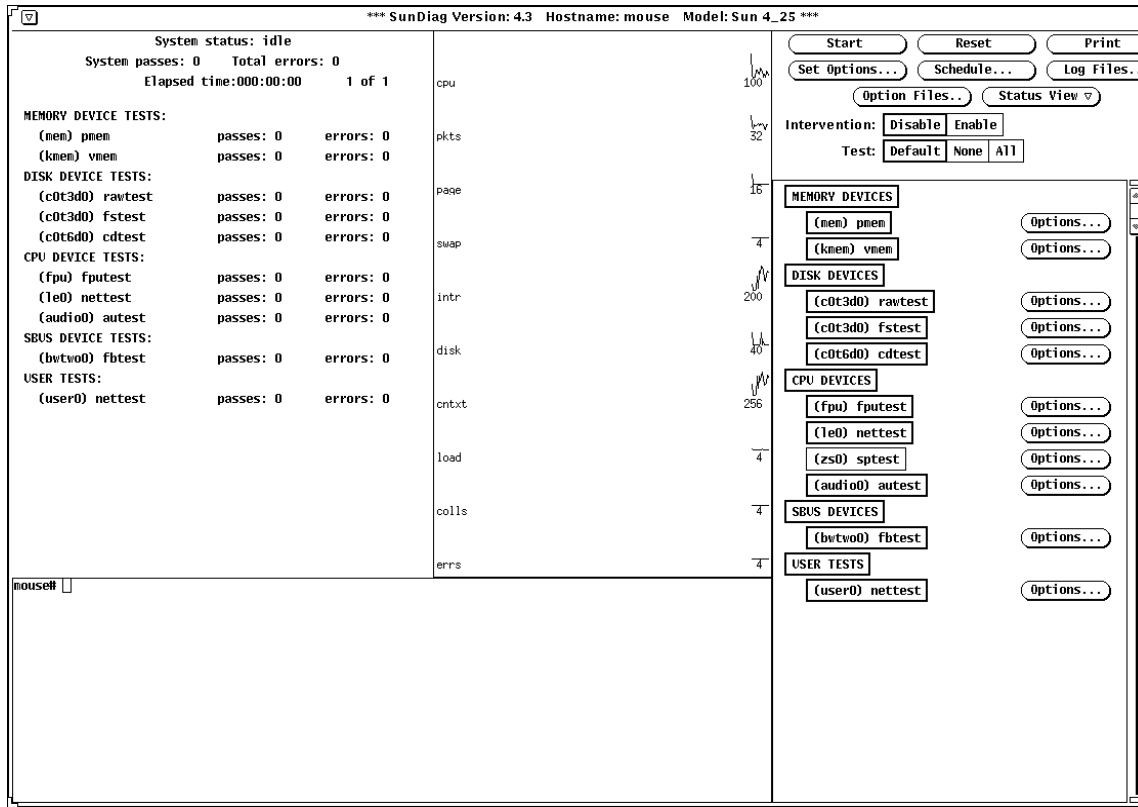 *** SunDiag Version: 4.3 Hostname: mouse Model: Sun 4_25 ***
System status: idle
System passes: 0 Total errors: 0
Elapsed time:000:00:00 1 of 1
MEMORY DEVICE TESTS:
(mem) pmem passes: 0 errors: 0
(kmem) vmem passes: 0 errors: 0
DISK DEVICE TESTS:
(c0t3d0) rawtest passes: 0 errors: 0
(c0t3d0) fstest passes: 0 errors: 0
(c0t6d0) cdtest passes: 0 errors: 0
CPU DEVICE TESTS:
(fpu) fputest passes: 0 errors: 0
(le0) nettest passes: 0 errors: 0
(audio0) autest passes: 0 errors: 0
SBUS DEVICE TESTS:
(bwtwo0) fbtest passes: 0 errors: 0
USER TESTS:
(user0) nettest passes: 0 errors: 0
cpu 100
pkts 32
page 16
swap 4
intr 200
disk 40
cntxt 256
load 4
colls 4
errs 4
Start Reset Print
Set Options... Schedule... Log Files..
Option Files.. Status View
Intervention: Disable Enable
Test: Default None All
MEMORY DEVICES
(mem) pmem Options...
(kmem) vmem Options...
DISK DEVICES
(c0t3d0) rawtest Options...
(c0t3d0) fstest Options...
(c0t6d0) cdtest Options...
CPU DEVICES
(fpu) fputest Options...
(le0) nettest Options...
(zs0) sptest Options...
(audio0) autest Options...
SBUS DEVICES
(bwtwo0) fbtest Options...
USER TESTS
(user0) nettest Options...
mouse#